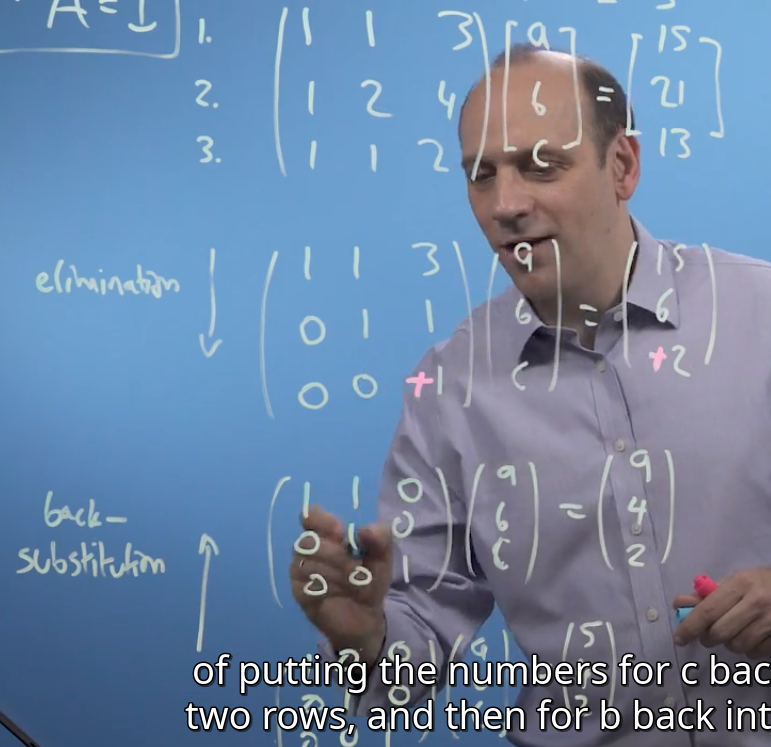 A = I
1. ( 1 1 3 ) [ a ] [ 15 ]
2. ( 1 2 4 ) [ b ] = [ 21 ]
3. ( 1 1 2 ) [ c ] [ 13 ]
elimination ↓
( 1 1 3 ) ( a ) ( 15 )
( 0 1 1 ) ( b ) = ( 6 )
( 0 0 +1 ) ( c ) ( +2 )
back-
substitution ↑
( 1 1 0 ) ( a ) ( 9 )
( 0 1 0 ) ( b ) = ( 4 )
( 0 0 1 ) ( c ) ( 2 )
of putting the numbers for c bac
two rows, and then for b back int